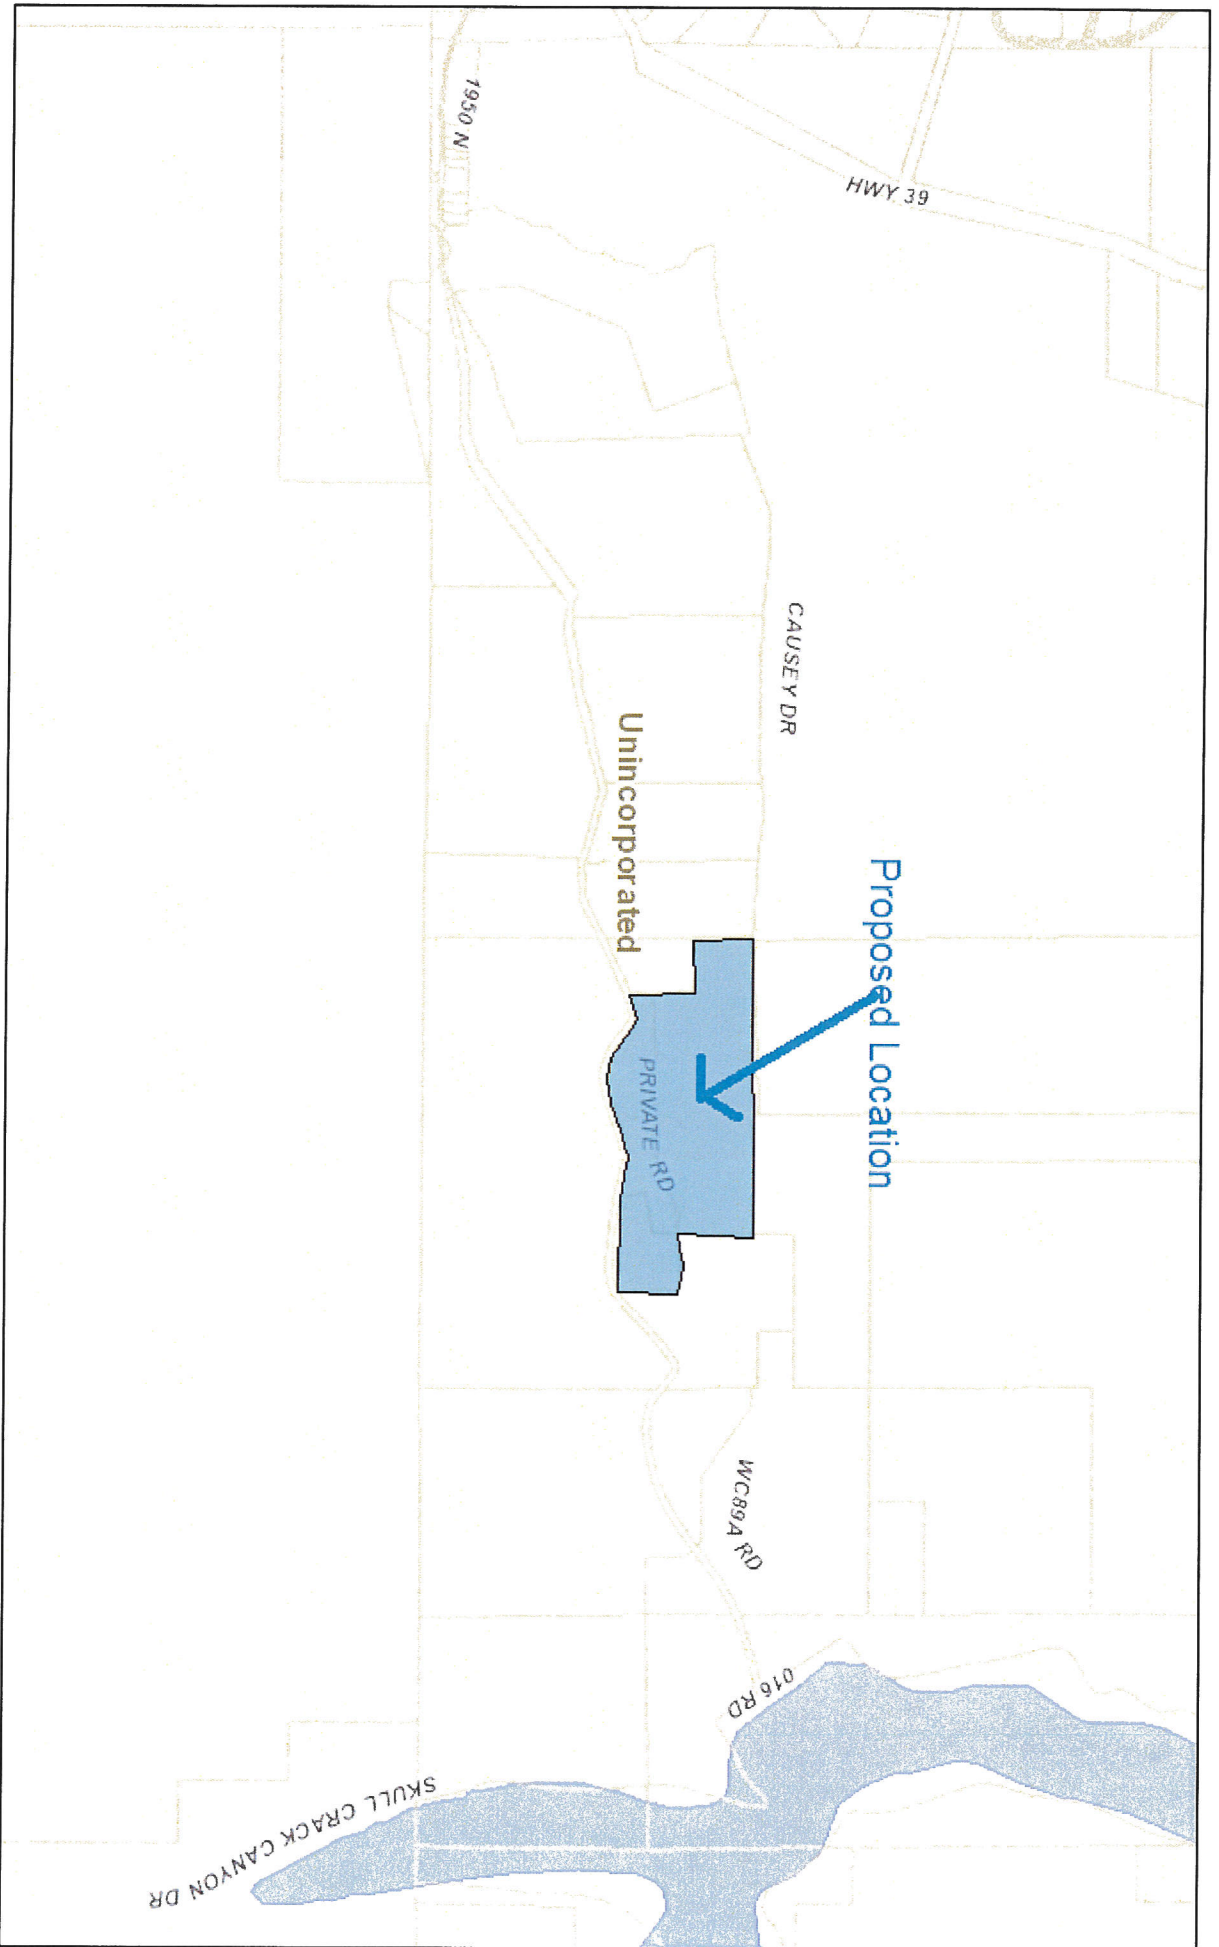 HWY 39
1950 N
CAUSEY DR
Proposed Location
Unincorporated
PRIVATE RD
WC89A RD
016 RD
SKULL CRACK CANYON DR